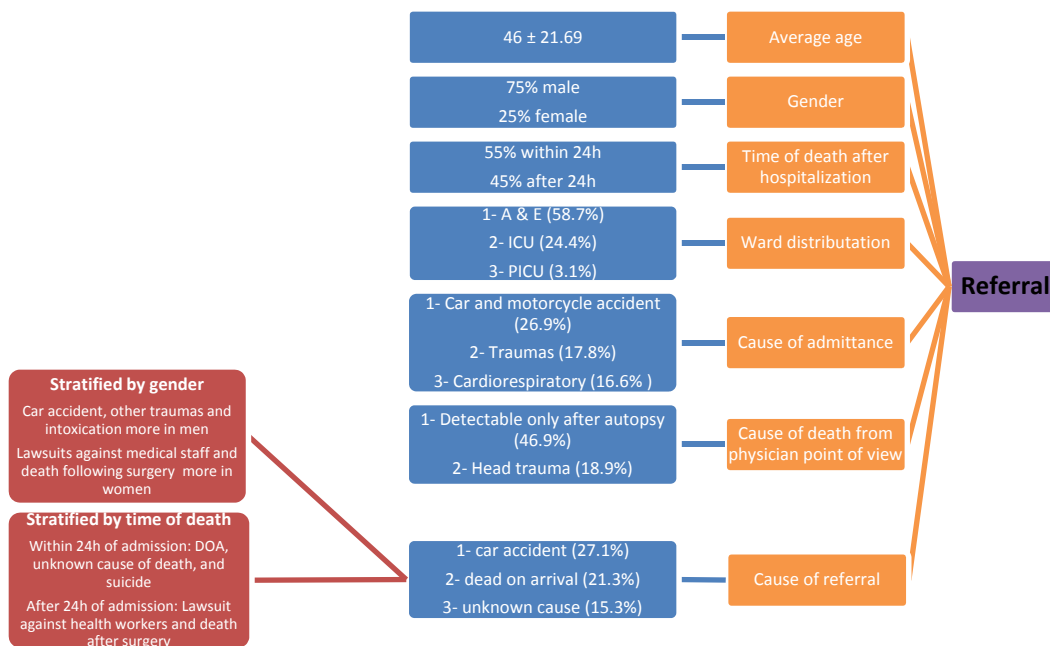 46 ± 21.69
Average age
75% male
25% female
Gender
55% within 24h
45% after 24h
Time of death after
hospitalization
1- A & E (58.7%)
2- ICU (24.4%)
3- PICU (3.1%)
Ward distributation
Referral
1- Car and motorcycle accident
(26.9%)
2- Traumas (17.8%)
3- Cardiorespiratory (16.6% )
Cause of admittance
Stratified by gender
Car accident, other traumas and
intoxication more in men
Lawsuits against medical staff and
death following surgery more in
women
1- Detectable only after autopsy
(46.9%)
2- Head trauma (18.9%)
Cause of death from
physician point of view
Stratified by time of death
Within 24h of admission: DOA,
unknown cause of death, and
suicide
After 24h of admission: Lawsuit
against health workers and death
after surgery
1- car accident (27.1%)
2- dead on arrival (21.3%)
3- unknown cause (15.3%)
Cause of referral